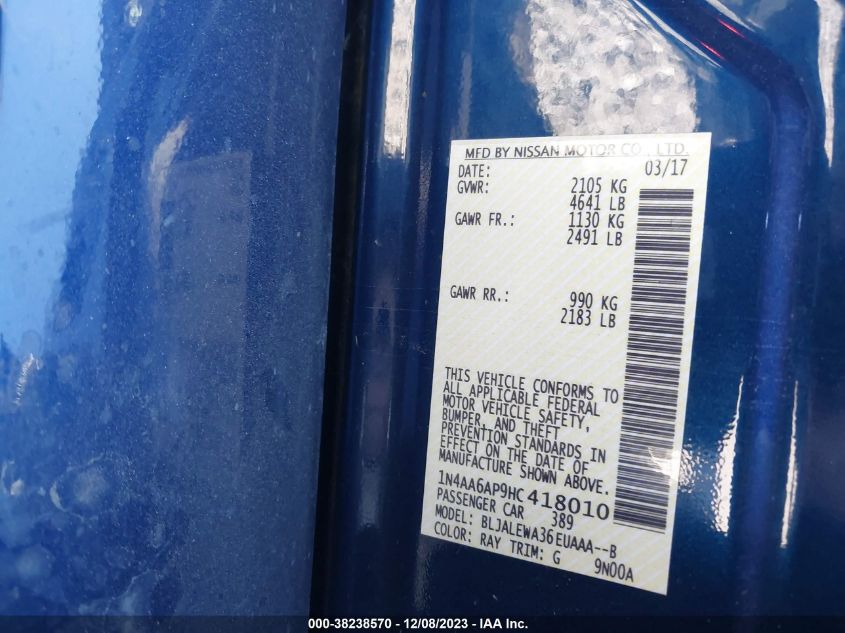 MFD BY NISSAN MOTOR CO., LTD.
DATE: 03/17
GVWR: 2105 KG
4641 LB
GAWR FR.: 1130 KG
2491 LB
GAWR RR.: 990 KG
2183 LB
THIS VEHICLE CONFORMS TO
ALL APPLICABLE FEDERAL
MOTOR VEHICLE SAFETY,
BUMPER, AND THEFT
PREVENTION STANDARDS IN
EFFECT ON THE DATE OF
MANUFACTURE SHOWN ABOVE.
1N4AA6AP9HC418010
PASSENGER CAR 389
MODEL: BLJALEWA36EUAAA--B
COLOR: RAY TRIM: G 9N00A
000-38238570 - 12/08/2023 - IAA Inc.